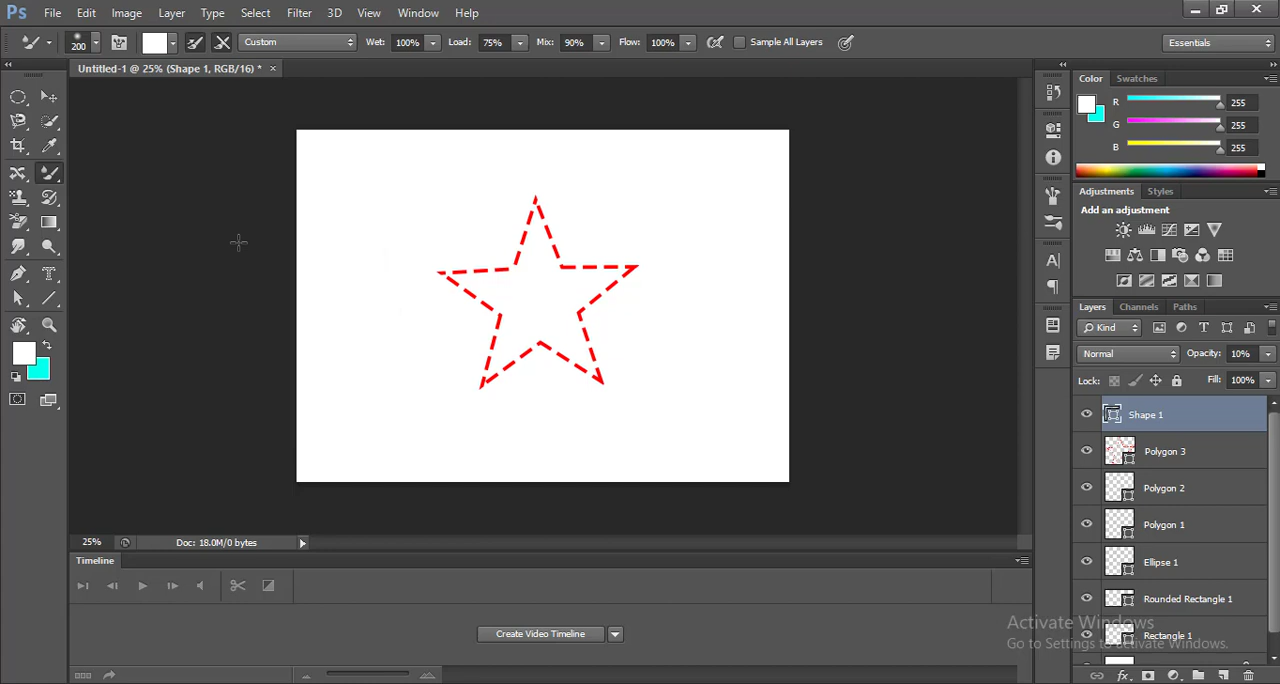 Ps File Edit Image Layer Type Select Filter 3D View Window Help
200 Custom Wet: 100% Load: 75% Mix: 90% Flow: 100% Sample All Layers Essentials
Untitled-1 @ 25% (Shape 1, RGB/16) * ×
Color Swatches
R 255
G 255
B 255
Adjustments Styles
Add an adjustment
Layers Channels Paths
Kind T
Normal Opacity: 10%
Lock: Fill: 100%
Shape 1
Polygon 3
Polygon 2
Polygon 1
Ellipse 1
Rounded Rectangle 1
Rectangle 1
25% Doc: 18.0M/0 bytes
Timeline
Create Video Timeline
Activate Windows
Go to Settings to activate Windows.